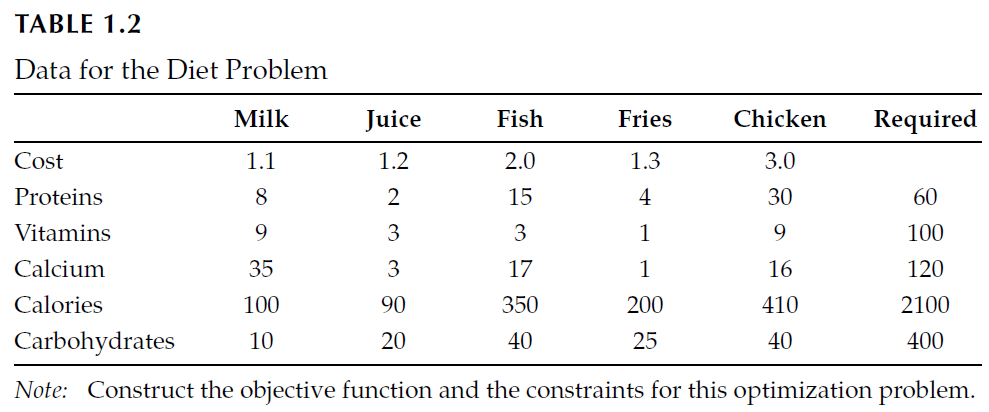 TABLE 1.2
Data for the Diet Problem
Milk Juice Fish Fries Chicken Required
Cost 1.1 1.2 2.0 1.3 3.0
Proteins 8 2 15 4 30 60
Vitamins 9 3 3 1 9 100
Calcium 35 3 17 1 16 120
Calories 100 90 350 200 410 2100
Carbohydrates 10 20 40 25 40 400
Note: Construct the objective function and the constraints for this optimization problem.